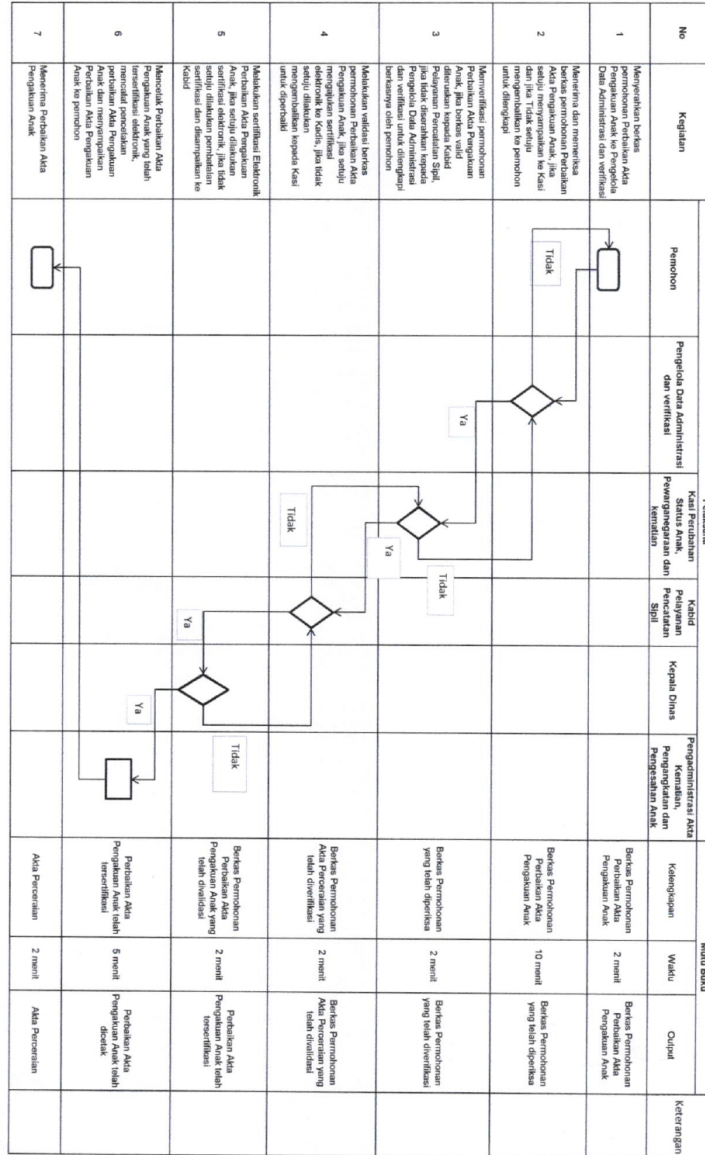 No
Kegiatan
Pemohon
Pengelola Data Administrasi
dan verifikasi
Kasi Perubahan
Status Anak,
Pewarganegaraan dan
kematian
Kabid
Pelayanan
Pencatatan
Sipil
Kepala Dinas
Pengadministrasi Akta
Kematian,
Pengangkatan dan
Pengesahan Anak
Kelengkapan
Waktu
Output
Keterangan
1
Menyerahkan berkas
permohonan Perbaikan Akta
Pengakuan Anak ke Pengelola
Data Administrasi dan verifikasi
Berkas Permohonan
Perbaikan Akta
Pengakuan Anak
2 menit
Berkas Permohonan
Perbaikan Akta
Pengakuan Anak
2
Menerima dan memeriksa
berkas permohonan Perbaikan
Akta Pengakuan Anak, jika
setuju menyampaikan ke Kasi
dan jika Tidak setuju
mengembalikan ke pemohon
untuk dilengkapi
Tidak
Ya
Berkas Permohonan
Perbaikan Akta
Pengakuan Anak
10 menit
Berkas Permohonan
yang telah diperiksa
3
Memverifikasi permohonan
Perbaikan Akta Pengakuan
Anak, jika berkas valid
diteruskan kepada Kabid
Pelayanan Pencatatan Sipil,
jika tidak diserahkan kepada
Pengelola Data Administrasi
dan verifikasi untuk dilengkapi
berkasnya oleh pemohon
Tidak
Ya
Berkas Permohonan
yang telah diperiksa
2 menit
Berkas Permohonan
yang telah diverifikasi
4
Melakukan validasi berkas
permohonan Perbaikan Akta
Pengakuan Anak, jika setuju
mengajukan sertifikasi
elektronik ke Kadis, jika tidak
setuju dilakukan
mengembalikan kepada Kasi
untuk diperbaiki
Tidak
Ya
Berkas Permohonan
Akta Perceraian yang
telah diverifikasi
2 menit
Berkas Permohonan
Akta Perceraian yang
telah divalidasi
5
Melakukan sertifikasi Elektronik
Perbaikan Akta Pengakuan
Anak, jika setuju dilakukan
sertifikasi elektronik, jika tidak
setuju dilakukan pembatalan
sertifikasi dan disampaikan ke
Kabid
Tidak
Ya
Berkas Permohonan
Perbaikan Akta
Pengakuan Anak yang
telah divalidasi
2 menit
Perbaikan Akta
Pengakuan Anak telah
tersertifikasi
6
Mencetak Perbaikan Akta
Pengakuan Anak yang telah
tersertifikasi elektronik,
mencatat pencetakan
perbaikan Akta Pengakuan
Anak dan menyampaikan
Perbaikan Akta Pengakuan
Anak ke pemohon
Perbaikan Akta
Pengakuan Anak telah
tersertifikasi
5 menit
Perbaikan Akta
Pengakuan Anak telah
dicetak
7
Menerima Perbaikan Akta
Pengakuan Anak
Akta Perceraian
2 menit
Akta Perceraian